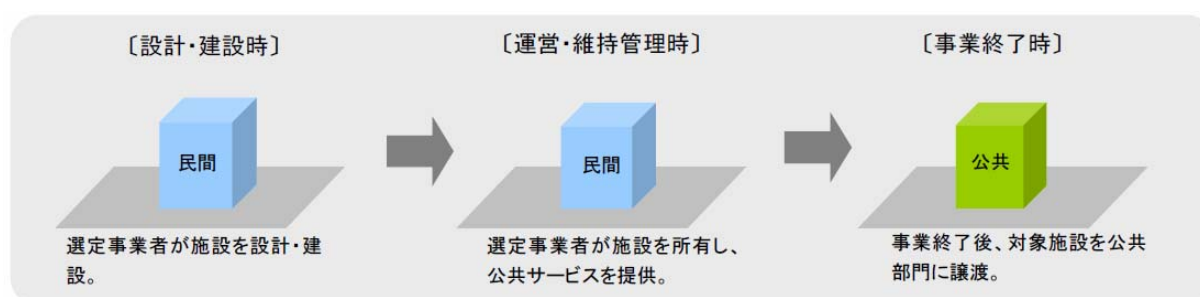 〔設計・建設時〕
〔運営・維持管理時〕
〔事業終了時〕
民間
民間
公共
選定事業者が施設を設計・建
設。
選定事業者が施設を所有し、
公共サービスを提供。
事業終了後、対象施設を公共
部門に譲渡。